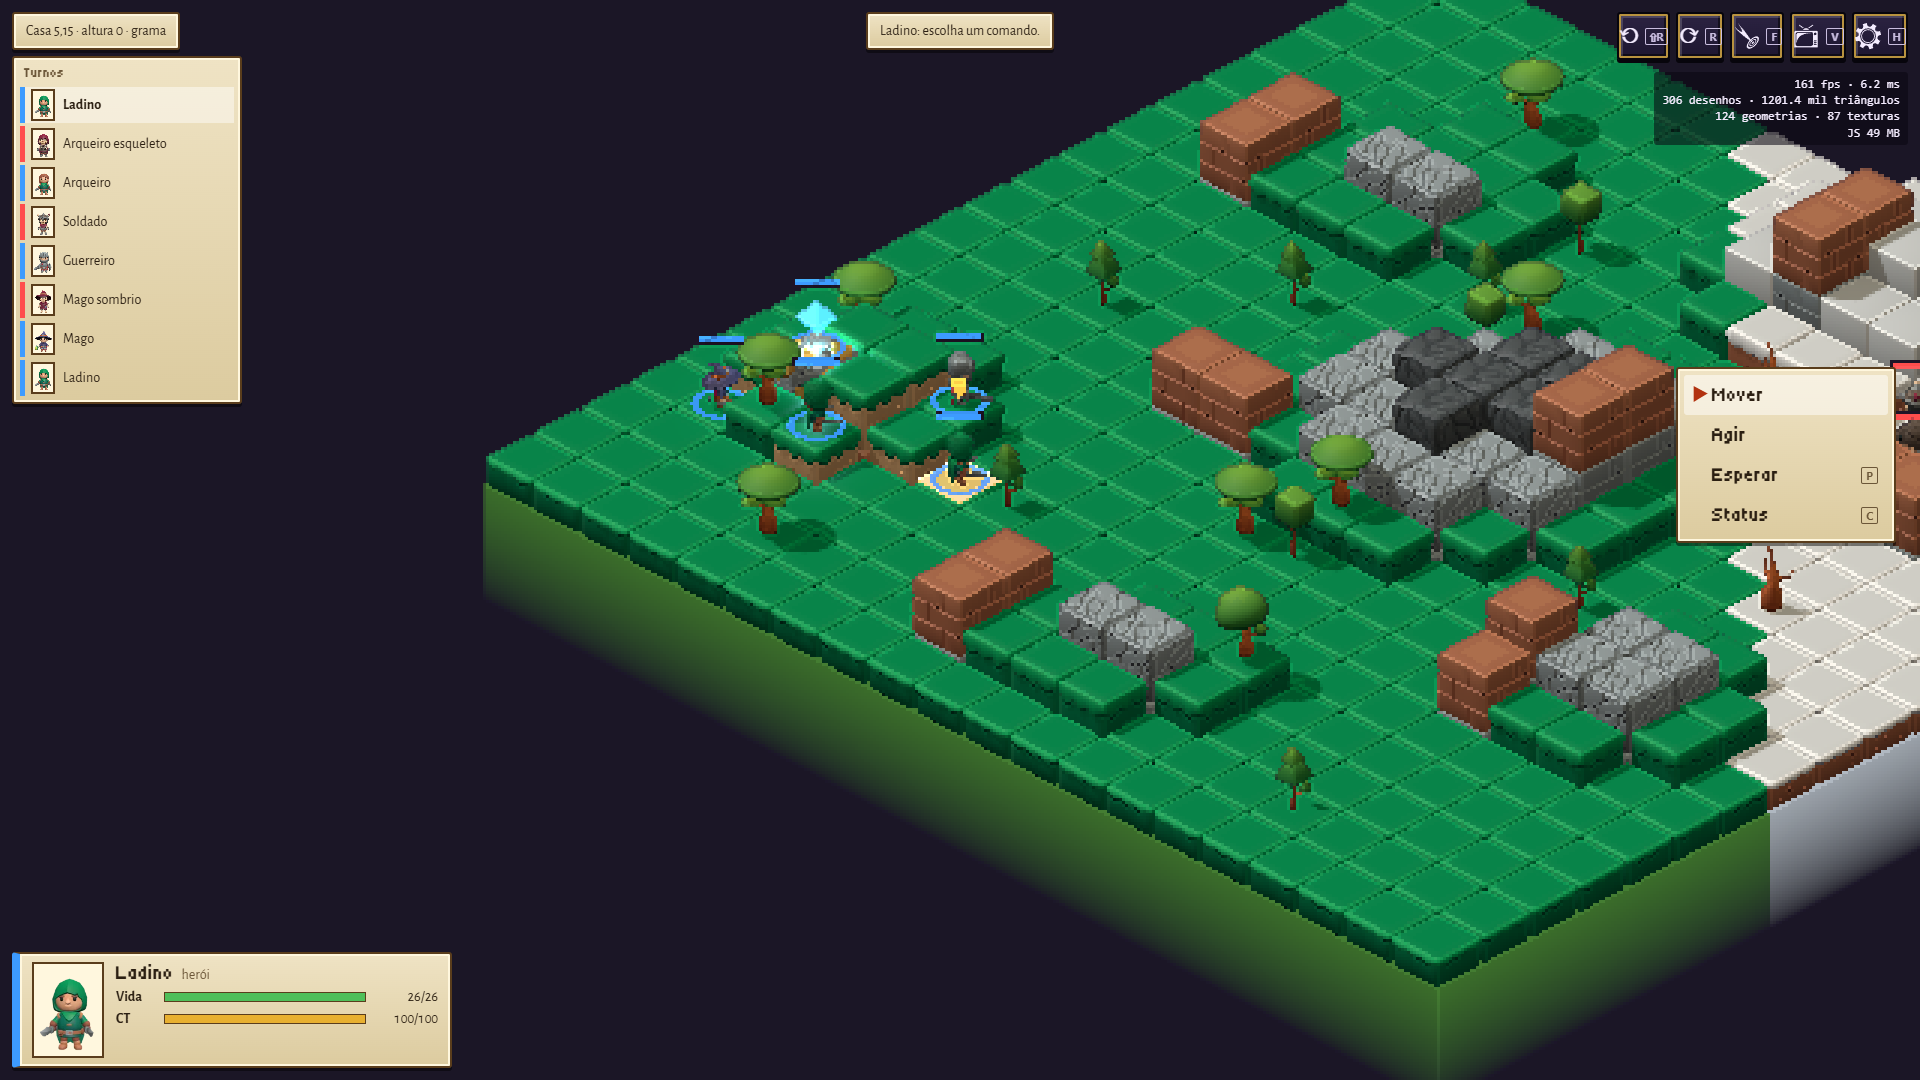 Casa 5,15 · altura 0 · grama
Ladino: escolha um comando.
⇧R
R
F
V
H
161 fps · 6.2 ms
306 desenhos · 1201.4 mil triângulos
124 geometrias · 87 texturas
JS 49 MB
Turnos
Ladino
Arqueiro esqueleto
Arqueiro
Soldado
Guerreiro
Mago sombrio
Mago
Ladino
Mover
Agir
Esperar P
Status C
Ladino herói
Vida 26/26
CT 100/100